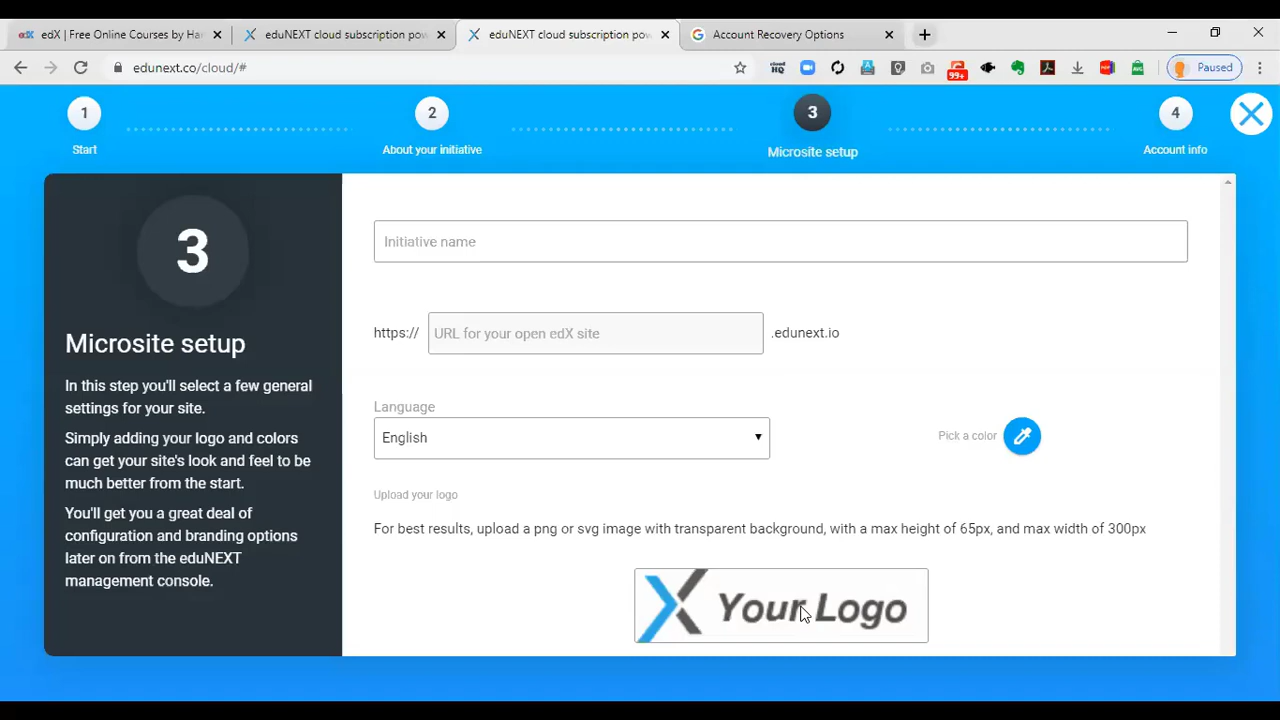 edX | Free Online Courses by Har
eduNEXT cloud subscription pow
eduNEXT cloud subscription pow
Account Recovery Options
edunext.co/cloud/#
cloud HQ
99+
Paused
1
2
3
4
Start
About your initiative
Microsite setup
Account info
3
Microsite setup
In this step you'll select a few general
settings for your site.
Simply adding your logo and colors
can get your site's look and feel to be
much better from the start.
You'll get you a great deal of
configuration and branding options
later on from the eduNEXT
management console.
Initiative name
https:// URL for your open edX site .edunext.io
Language
English
Pick a color
Upload your logo
For best results, upload a png or svg image with transparent background, with a max height of 65px, and max width of 300px
X Your Logo